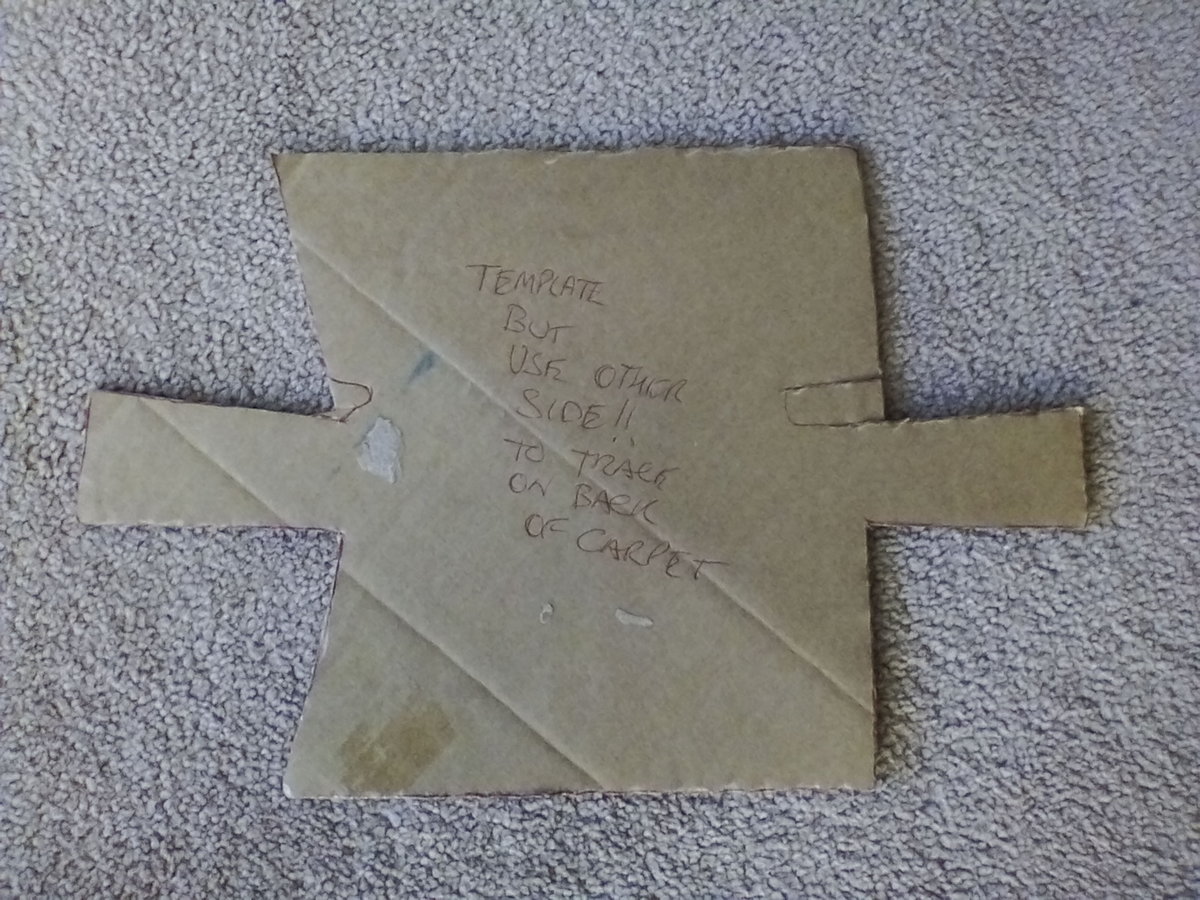 TEMPLATE
BUT
USE OTHER
SIDE!!
TO TRACE
ON BACK
OF CARPET